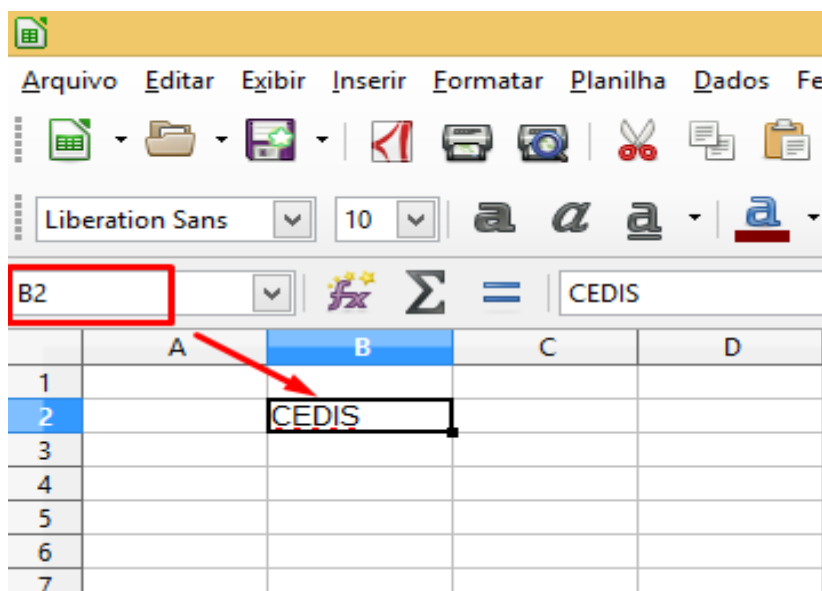 Arquivo Editar Exibir Inserir Formatar Planilha Dados Fe
Liberation Sans 10 a a a a
B2 fx Σ = CEDIS
A B C D
1
2 CEDIS
3
4
5
6
7